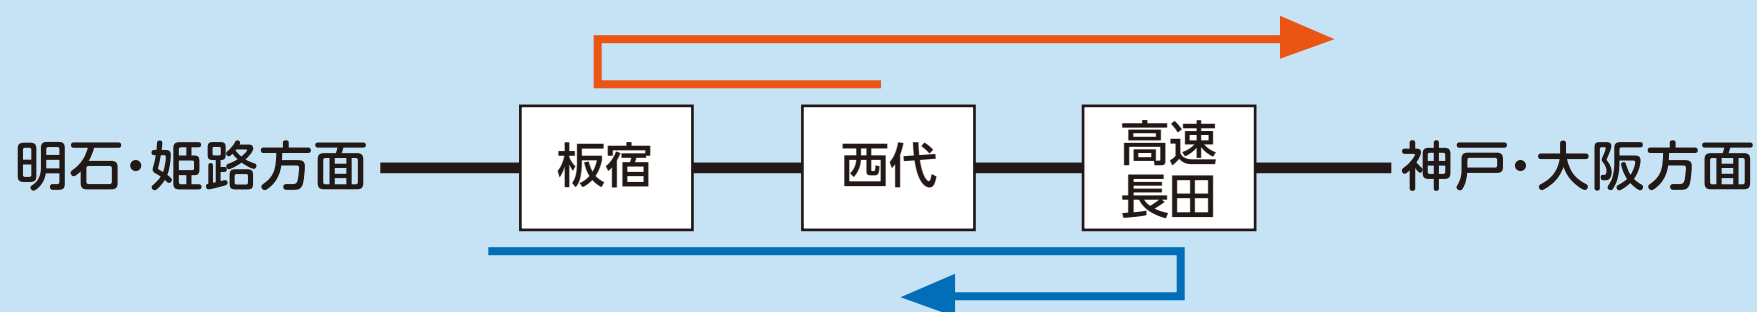 明石・姫路方面
板宿
西代
高速
長田
神戸・大阪方面